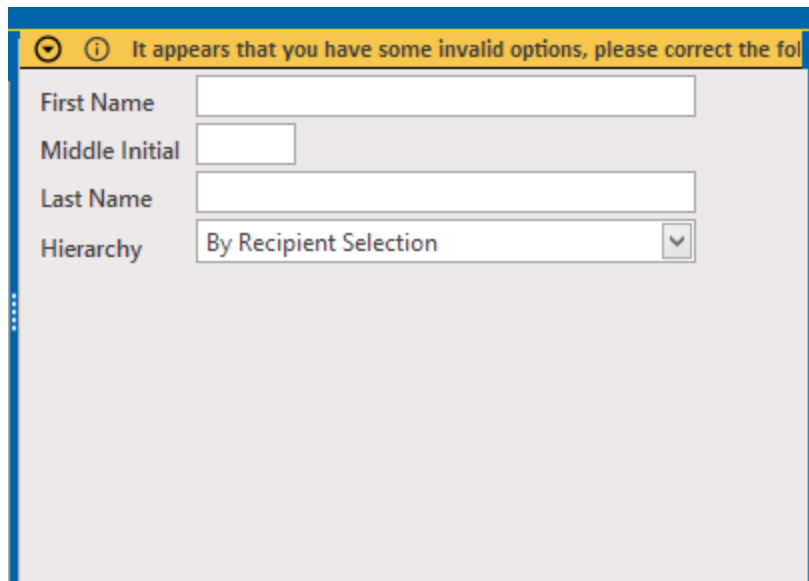 It appears that you have some invalid options, please correct the fol
First Name
Middle Initial
Last Name
Hierarchy By Recipient Selection